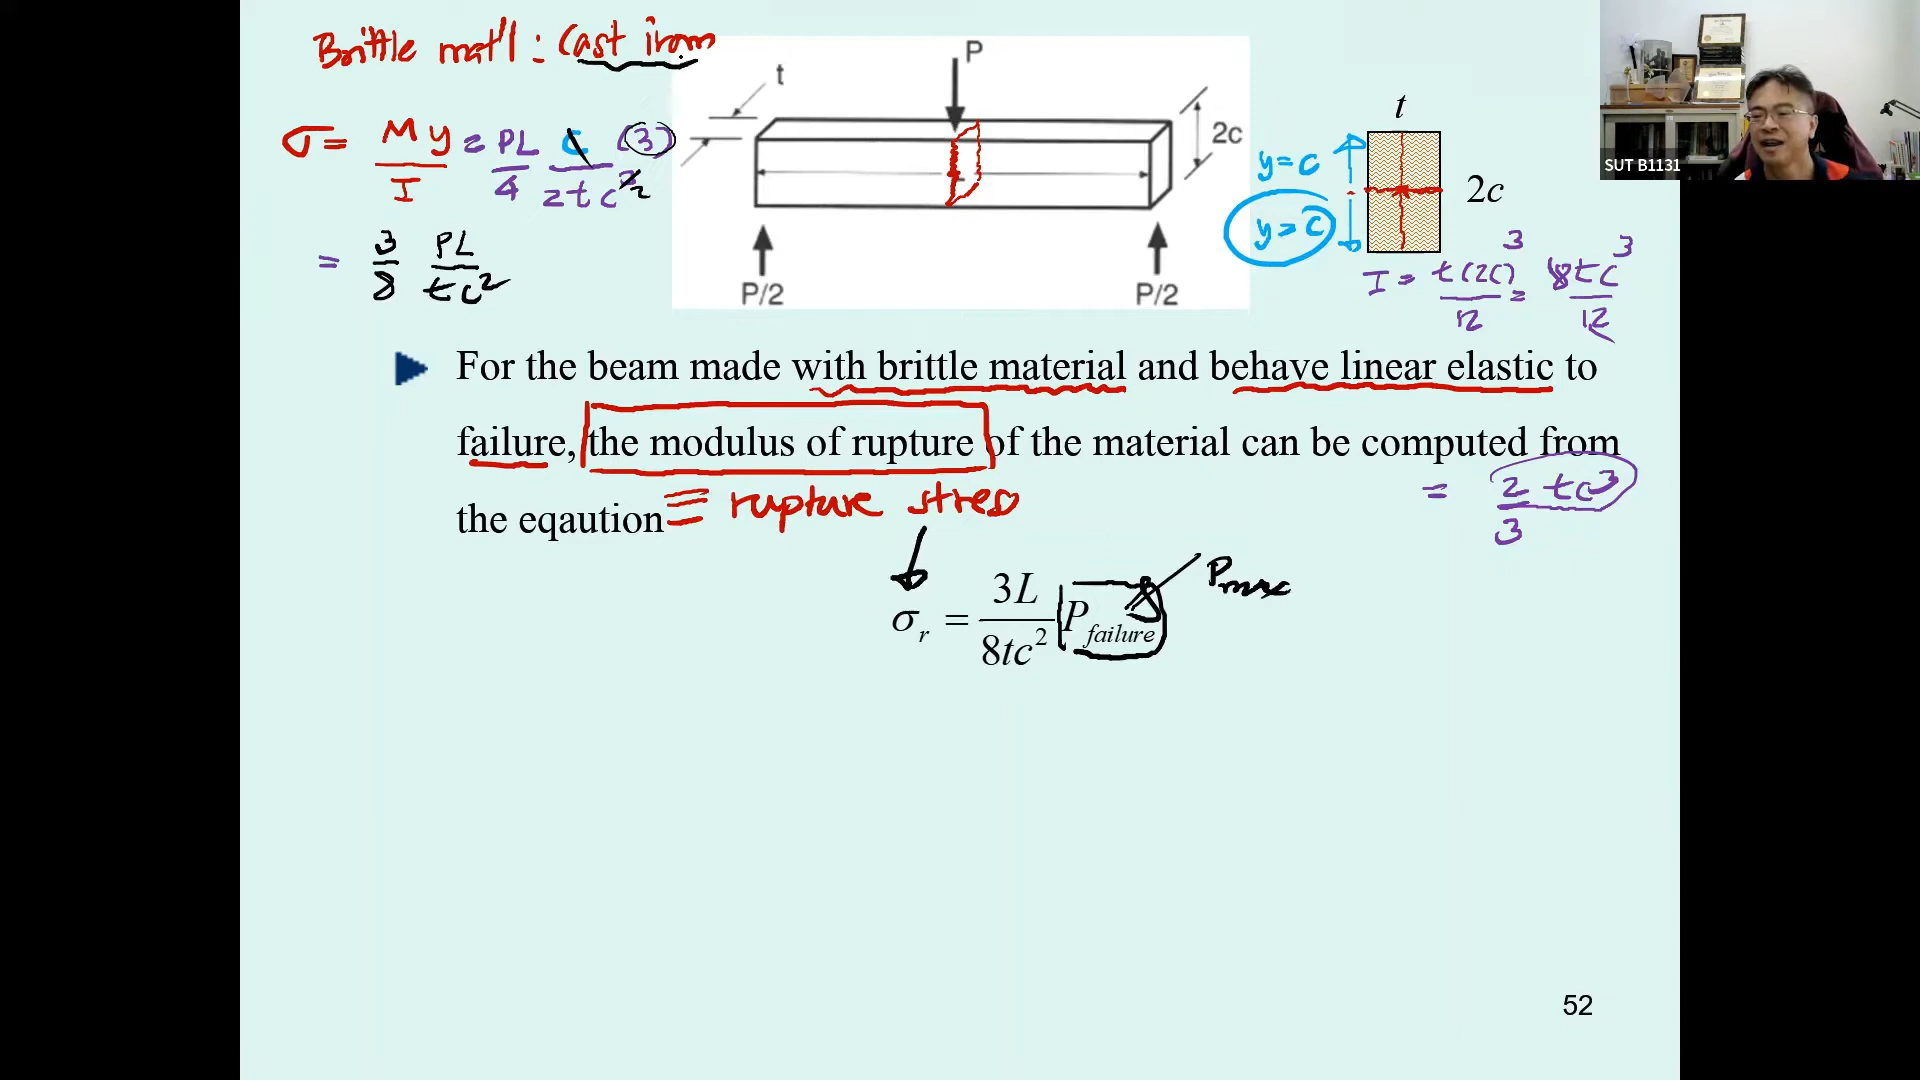 Brittle mat'l : Cast iron
σ = My/I = PL/4 c/2tc³ (3) 2
= 3/8 PL/tc²
P
t
2c
L
P/2
P/2
t
y = c
y = c
2c
I = t(2c)³/12 = 8tc³/12
= 2/3 tc³
SUT B1131
For the beam made with brittle material and behave linear elastic to
failure, the modulus of rupture of the material can be computed from
the eqaution ≡ rupture stress
σr = 3L/8tc² Pfailure
Pmax
52